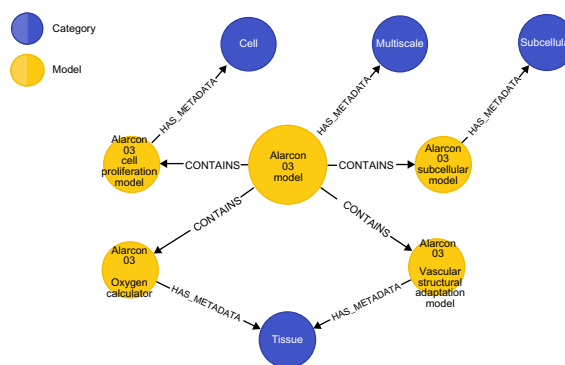 Category
Model
Cell
Multiscale
Subcellular
HAS_METADATA
HAS_METADATA
HAS_METADATA
Alarcon
03
cell
proliferation
model
CONTAINS
Alarcon
03
model
CONTAINS
Alarcon
03
subcellular
model
CONTAINS
CONTAINS
Alarcon
03
Oxygen
calculator
Alarcon
03
Vascular
structural
adaptation
model
HAS_METADATA
HAS_METADATA
Tissue